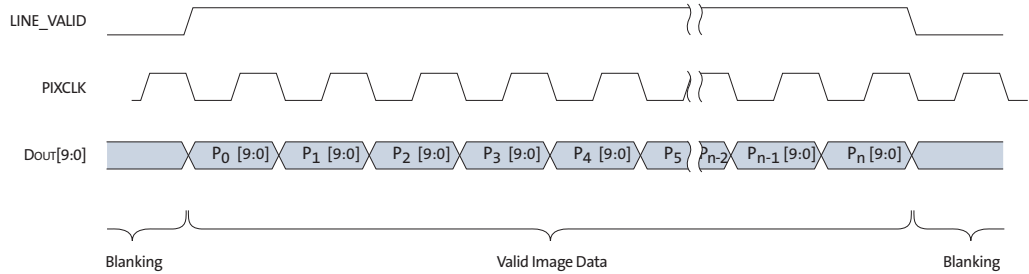 LINE_VALID
PIXCLK
DOUT[9:0]
P0 [9:0] P1 [9:0] P2 [9:0] P3 [9:0] P4 [9:0] P5 Pn-2 Pn-1 [9:0] Pn [9:0]
Blanking Valid Image Data Blanking